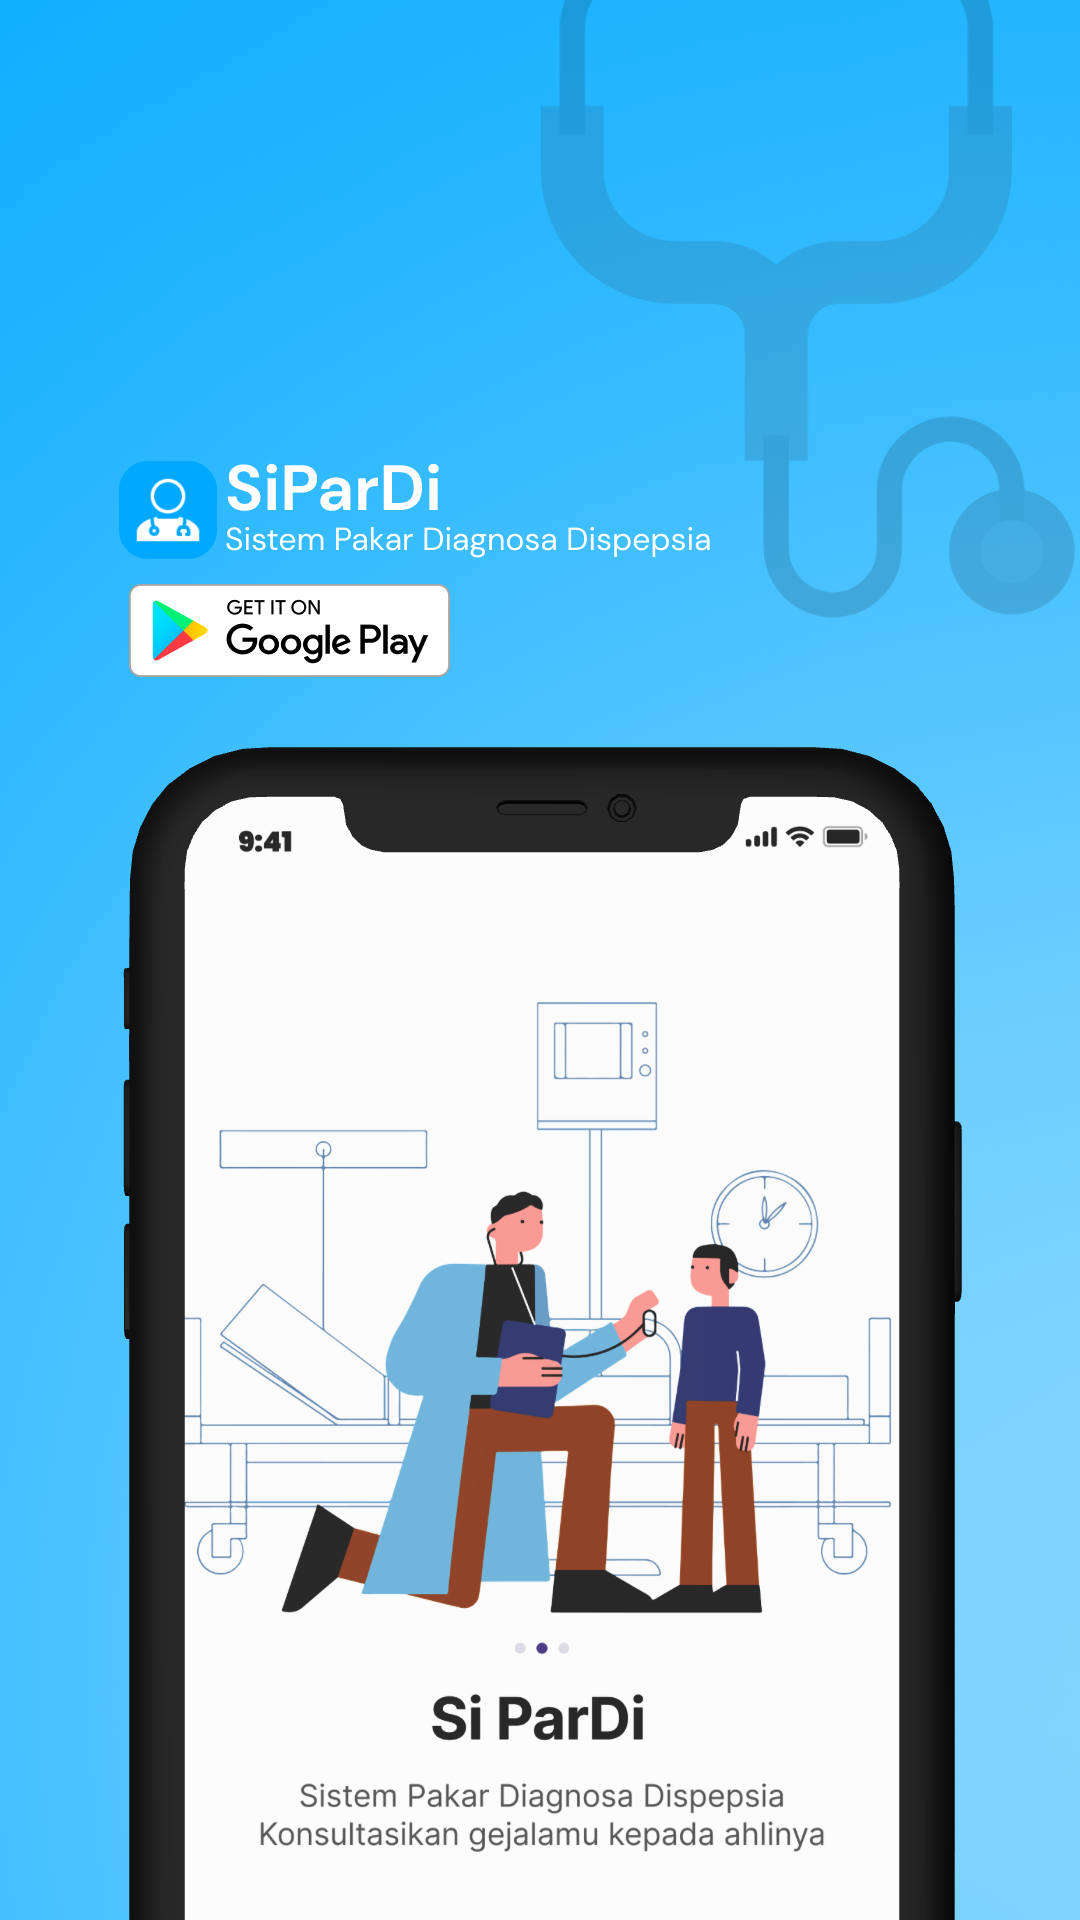 SiParDi
Sistem Pakar Diagnosa Dispepsia
GET IT ON
Google Play
9:41
Si ParDi
Sistem Pakar Diagnosa Dispepsia
Konsultasikan gejalamu kepada ahlinya